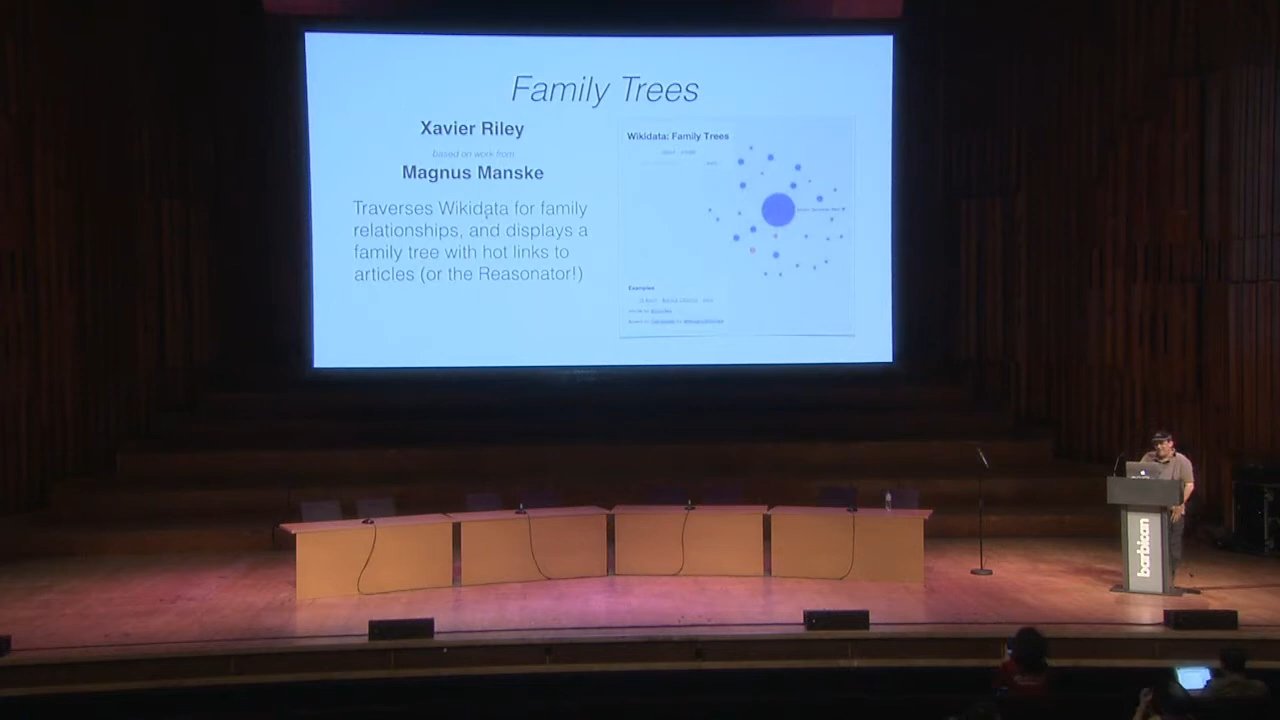 Family Trees
Xavier Riley
based on work from
Magnus Manske
Traverses Wikidata for family
relationships, and displays a
family tree with hot links to
articles (or the Reasonator!)
Wikidata: Family Trees
Examples
barbican